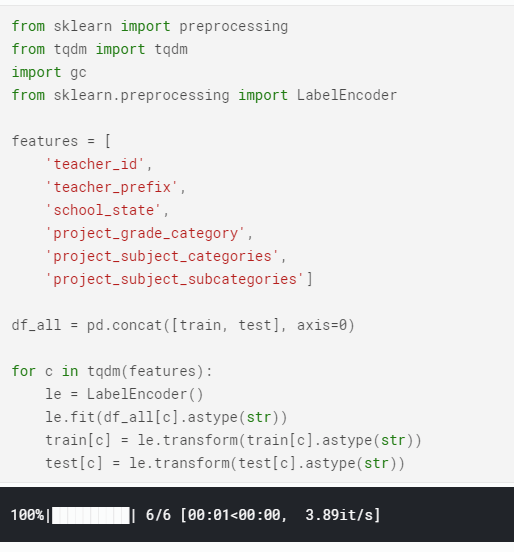 from sklearn import preprocessing
from tqdm import tqdm
import gc
from sklearn.preprocessing import LabelEncoder
features = [
    'teacher_id',
    'teacher_prefix',
    'school_state',
    'project_grade_category',
    'project_subject_categories',
    'project_subject_subcategories']
df_all = pd.concat([train, test], axis=0)
for c in tqdm(features):
    le = LabelEncoder()
    le.fit(df_all[c].astype(str))
    train[c] = le.transform(train[c].astype(str))
    test[c] = le.transform(test[c].astype(str))
100%|██████████| 6/6 [00:01<00:00,  3.89it/s]